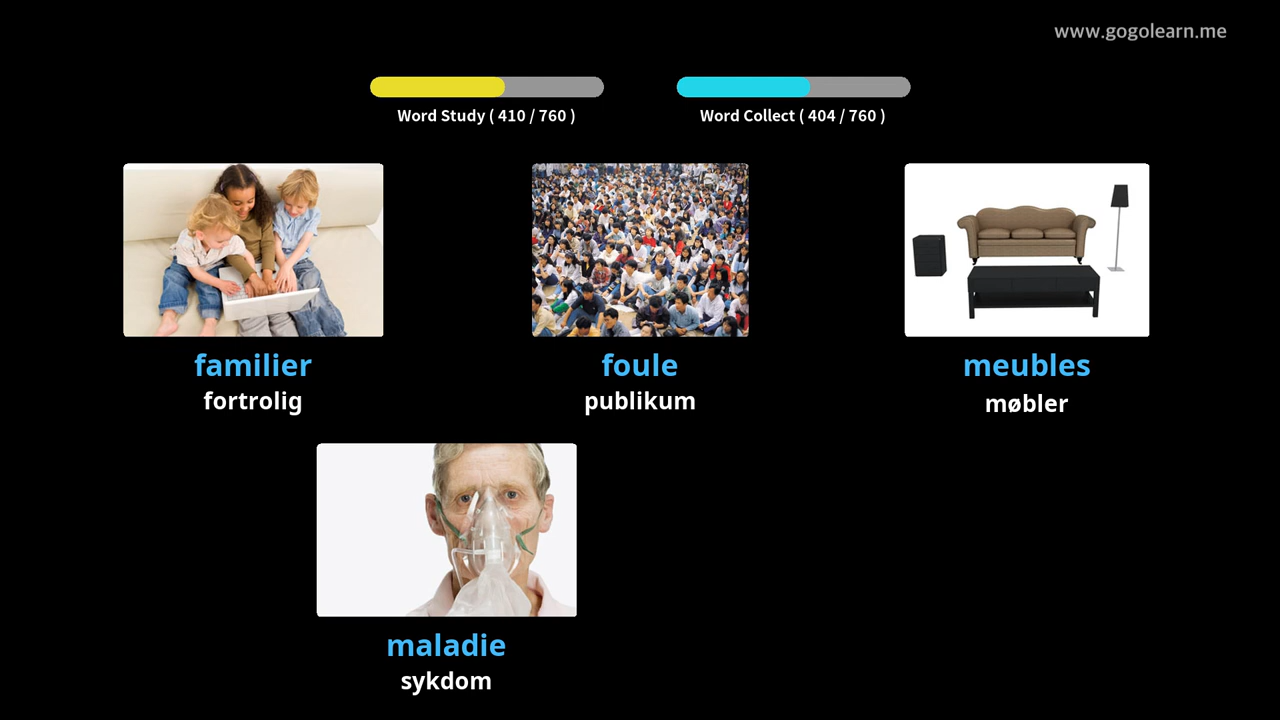 www.gogolearn.me
Word Study ( 410 / 760 )
Word Collect ( 404 / 760 )
familier
fortrolig
foule
publikum
meubles
møbler
maladie
sykdom